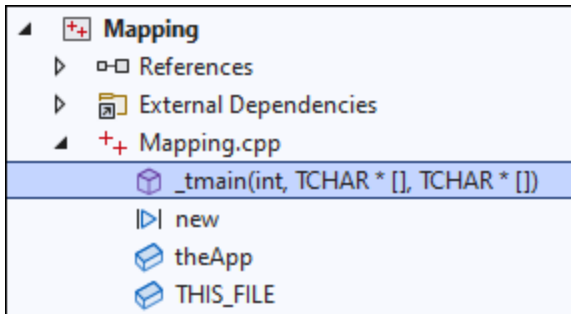 Mapping
References
External Dependencies
Mapping.cpp
_tmain(int, TCHAR * [], TCHAR * [])
new
theApp
THIS_FILE